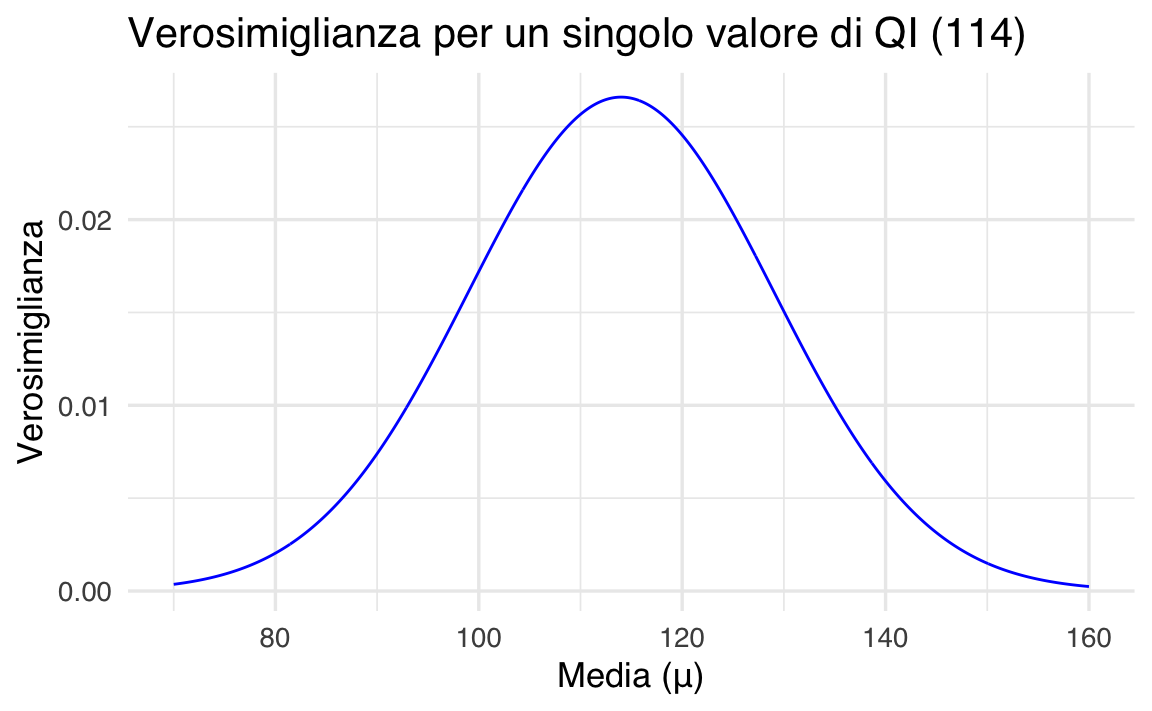 Verosimiglianza per un singolo valore di QI (114)
Verosimiglianza
0.02
0.01
0.00
80
100
120
140
160
Media (μ)